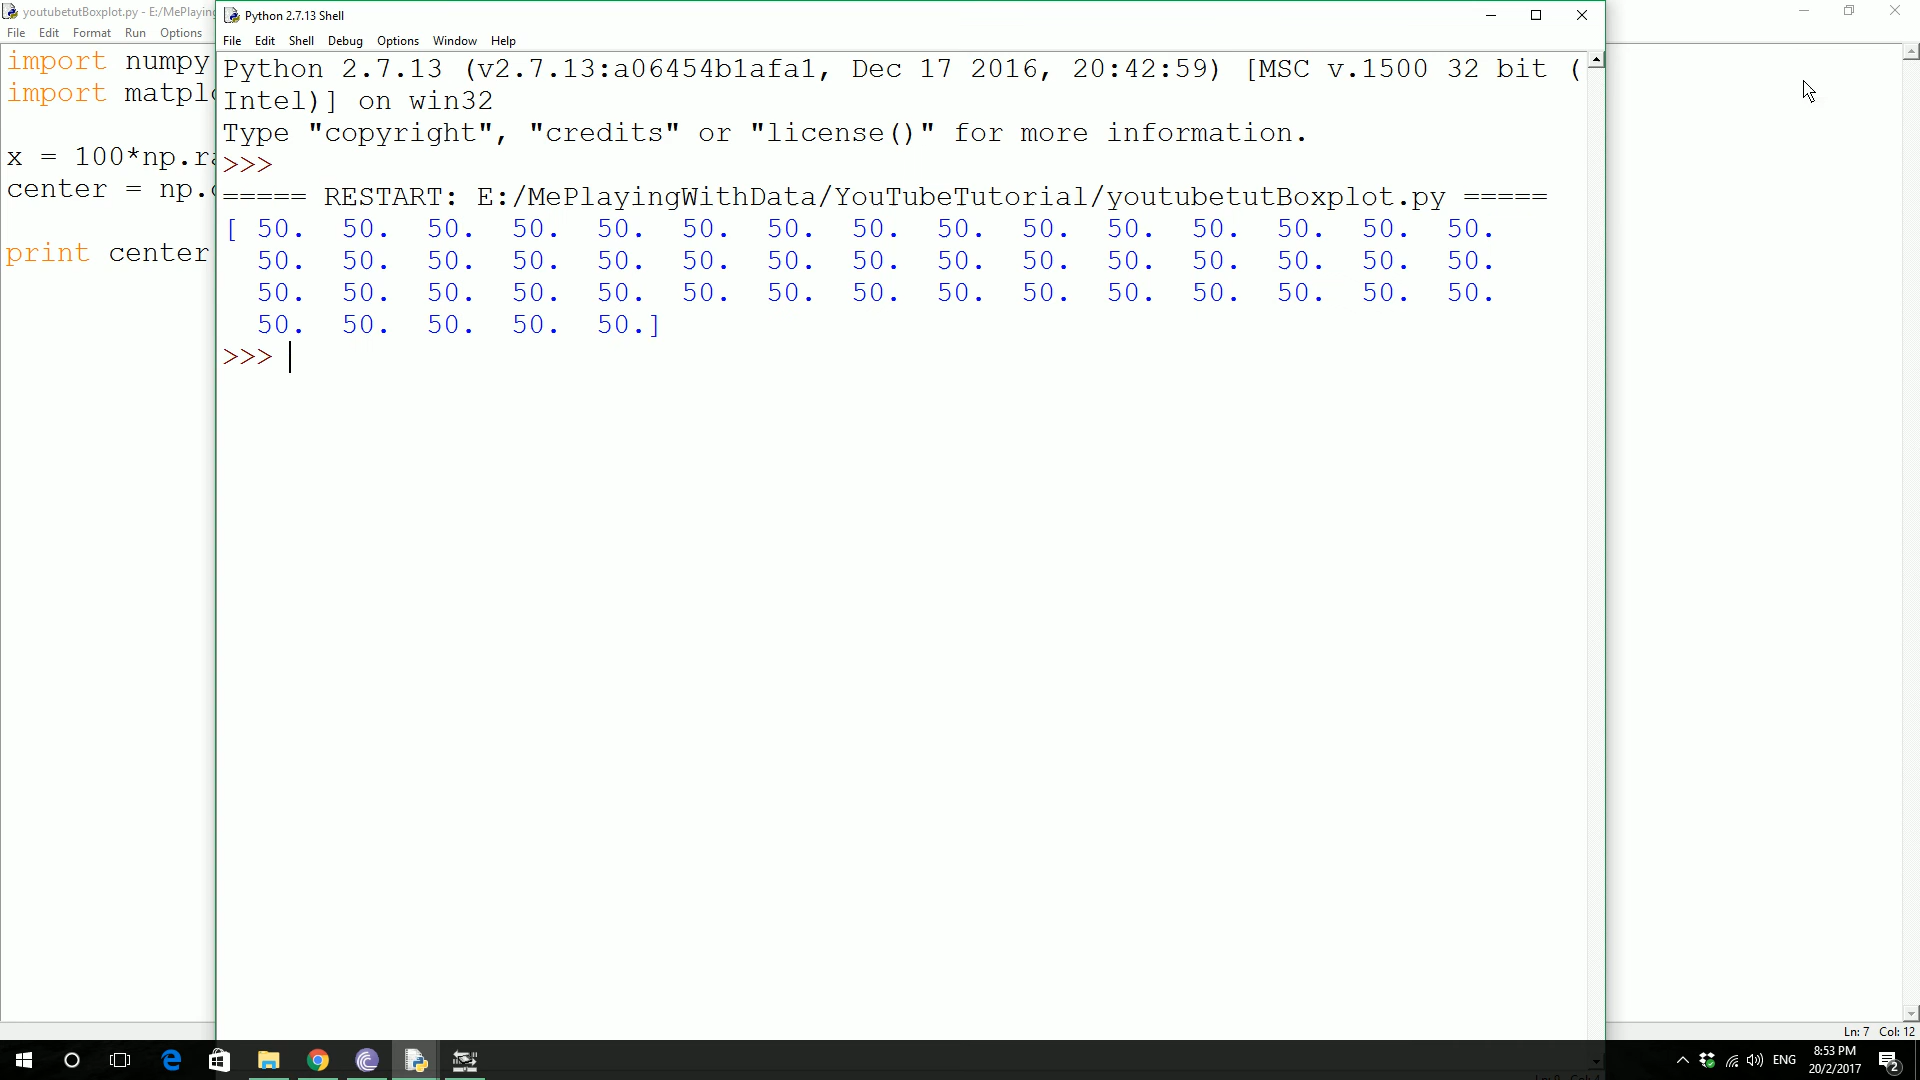 youtubetutBoxplot.py - E:/MePlaying
File Edit Format Run Options
import numpy
import matplo
x = 100*np.ra
center = np.
print center
Python 2.7.13 Shell
File Edit Shell Debug Options Window Help
Python 2.7.13 (v2.7.13:a06454b1afa1, Dec 17 2016, 20:42:59) [MSC v.1500 32 bit (
Intel)] on win32
Type "copyright", "credits" or "license()" for more information.
>>>
===== RESTART: E:/MePlayingWithData/YouTubeTutorial/youtubetutBoxplot.py =====
[ 50. 50. 50. 50. 50. 50. 50. 50. 50. 50. 50. 50. 50. 50. 50.
50. 50. 50. 50. 50. 50. 50. 50. 50. 50. 50. 50. 50. 50. 50.
50. 50. 50. 50. 50. 50. 50. 50. 50. 50. 50. 50. 50. 50. 50.
50. 50. 50. 50. 50.]
>>>
Ln: 7 Col: 12
ENG
8:53 PM
20/2/2017
2